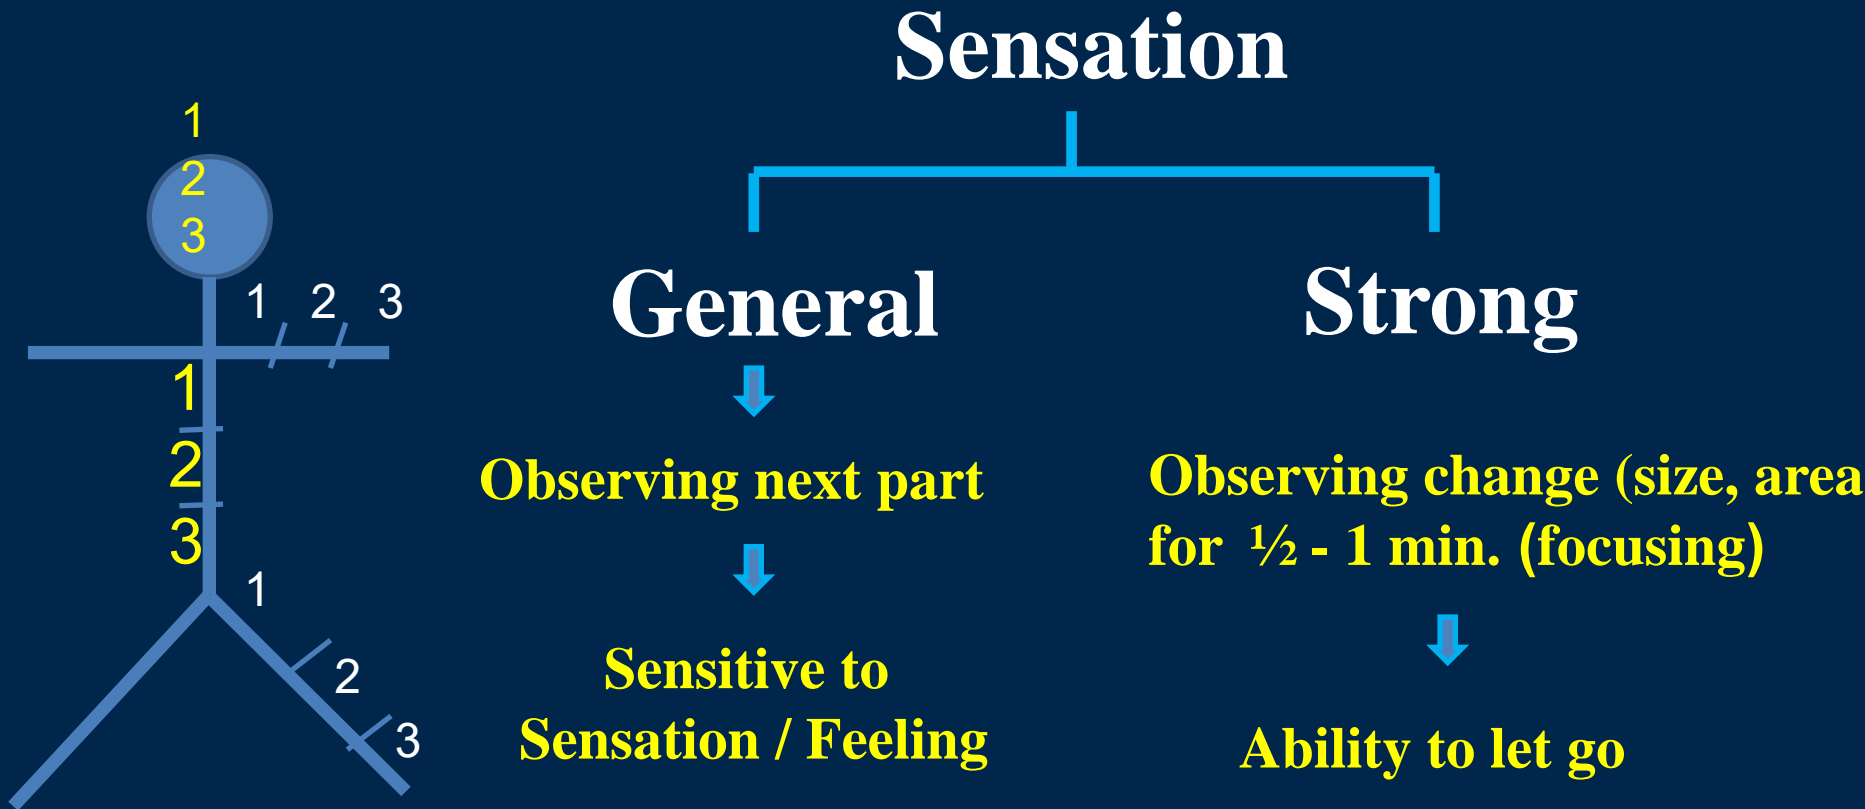 Sensation
1
2
3
1 2 3
General
Strong
1
2
3
Observing next part
Observing change (size, area
for ½ - 1 min. (focusing)
1
2
3
Sensitive to
Sensation / Feeling
Ability to let go